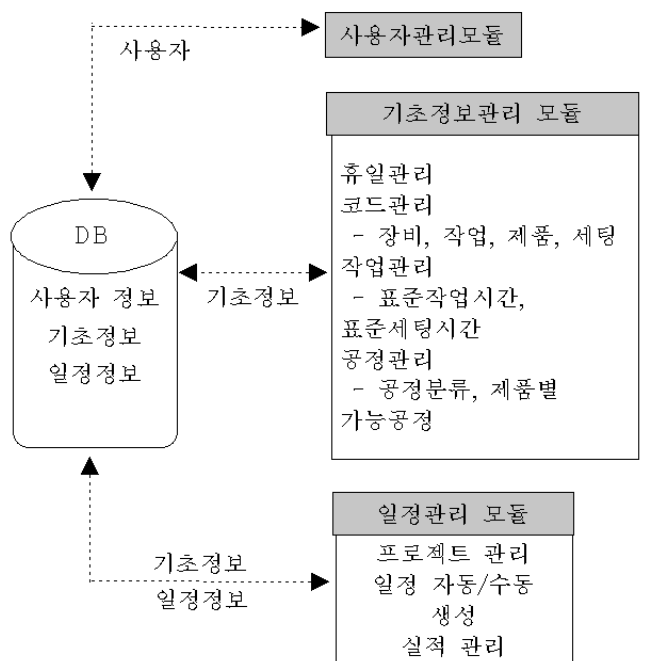 사용자
사용자관리모듈
기초정보관리 모듈
휴일관리
코드관리
- 장비, 작업, 제품, 세팅
작업관리
- 표준작업시간,
표준세팅시간
공정관리
- 공정분류, 제품별
가능공정
DB
사용자 정보
기초정보
일정정보
기초정보
일정관리 모듈
프로젝트 관리
일정 자동/수동
생성
실적 관리
기초정보
일정정보